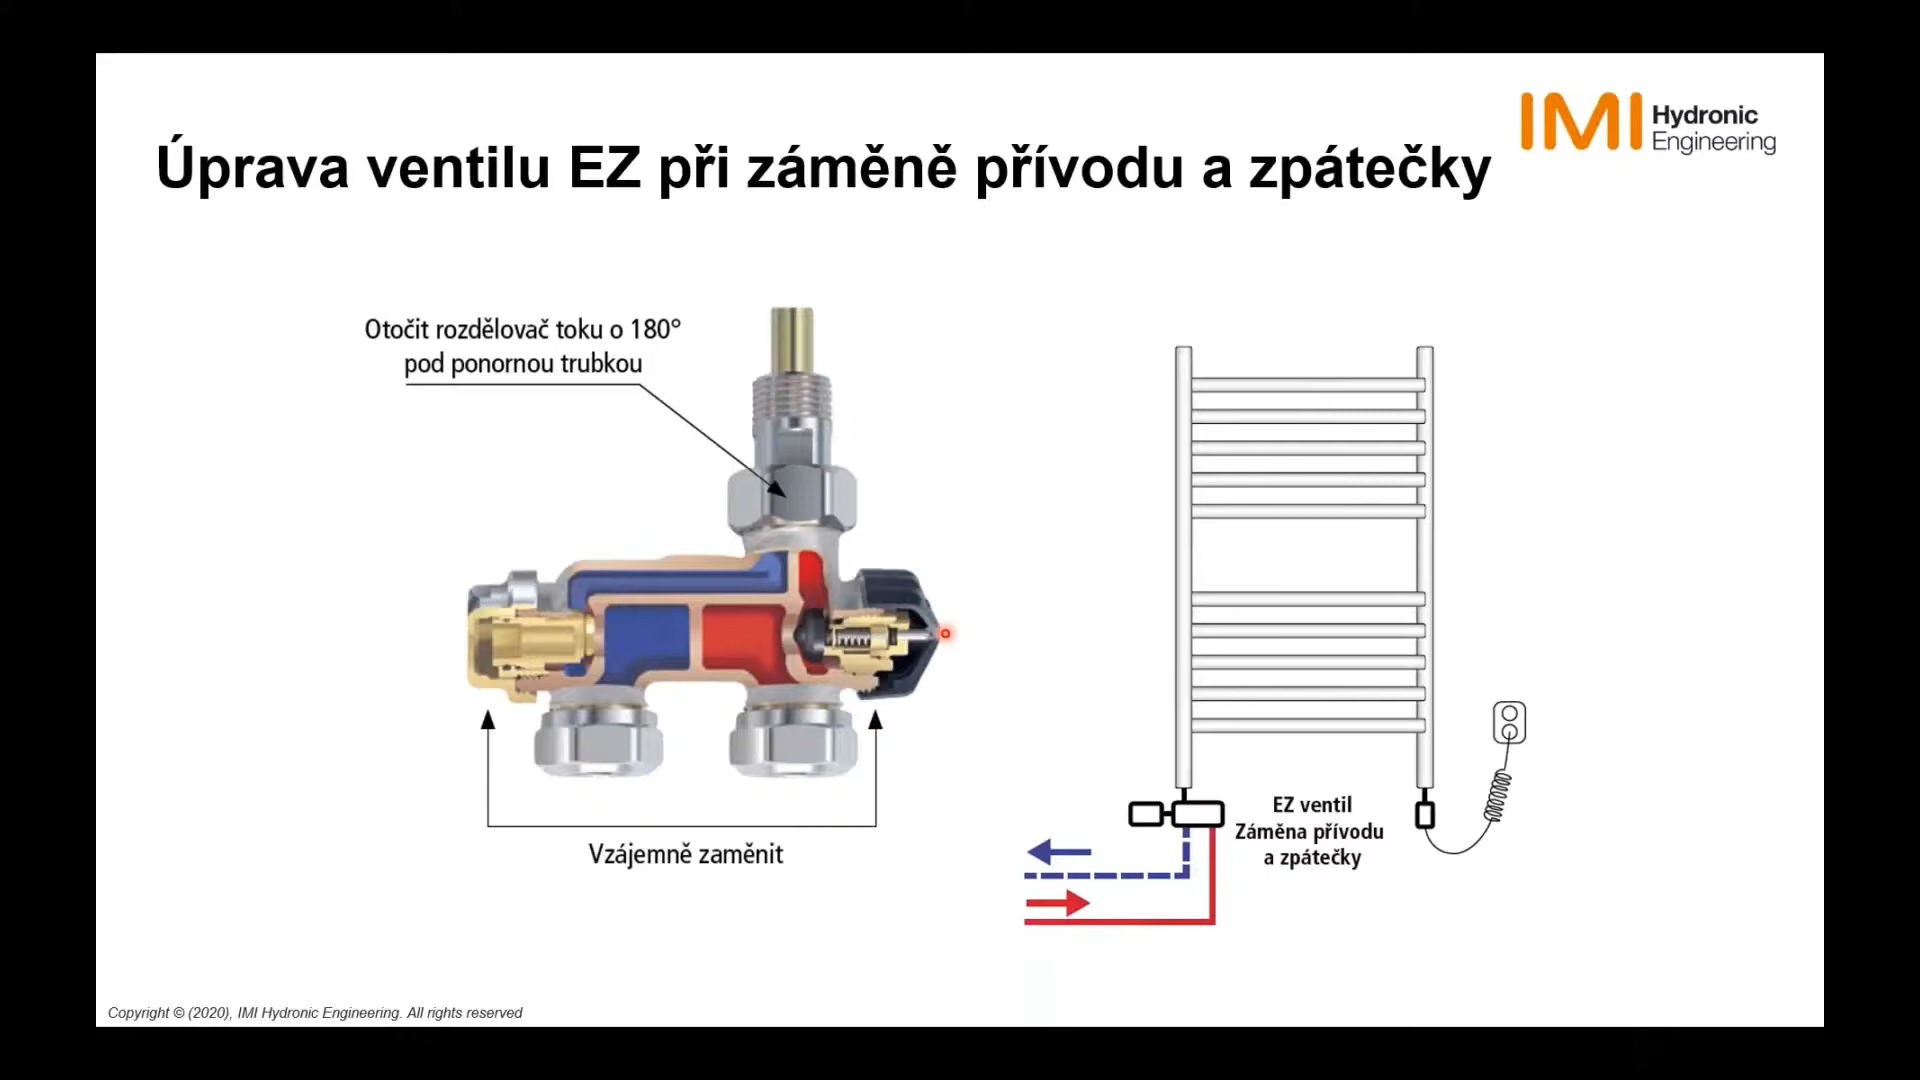 IMI Hydronic
Engineering
Úprava ventilu EZ při záměně přívodu a zpátečky
Otočit rozdělovač toku o 180°
pod ponornou trubkou
Vzájemně zaměnit
EZ ventil
Záměna přívodu
a zpátečky
Copyright © (2020), IMI Hydronic Engineering. All rights reserved